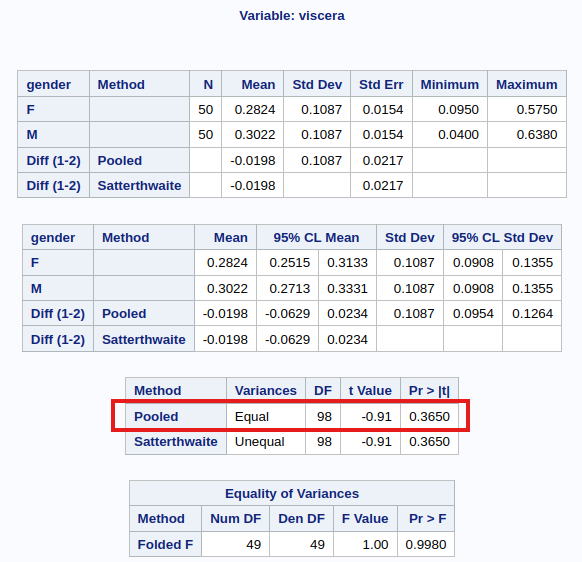 Variable: viscera
gender Method N Mean Std Dev Std Err Minimum Maximum
F 50 0.2824 0.1087 0.0154 0.0950 0.5750
M 50 0.3022 0.1087 0.0154 0.0400 0.6380
Diff (1-2) Pooled -0.0198 0.1087 0.0217
Diff (1-2) Satterthwaite -0.0198 0.0217
gender Method Mean 95% CL Mean Std Dev 95% CL Std Dev
F 0.2824 0.2515 0.3133 0.1087 0.0908 0.1355
M 0.3022 0.2713 0.3331 0.1087 0.0908 0.1355
Diff (1-2) Pooled -0.0198 -0.0629 0.0234 0.1087 0.0954 0.1264
Diff (1-2) Satterthwaite -0.0198 -0.0629 0.0234
Method Variances DF t Value Pr > |t|
Pooled Equal 98 -0.91 0.3650
Satterthwaite Unequal 98 -0.91 0.3650
Equality of Variances
Method Num DF Den DF F Value Pr > F
Folded F 49 49 1.00 0.9980